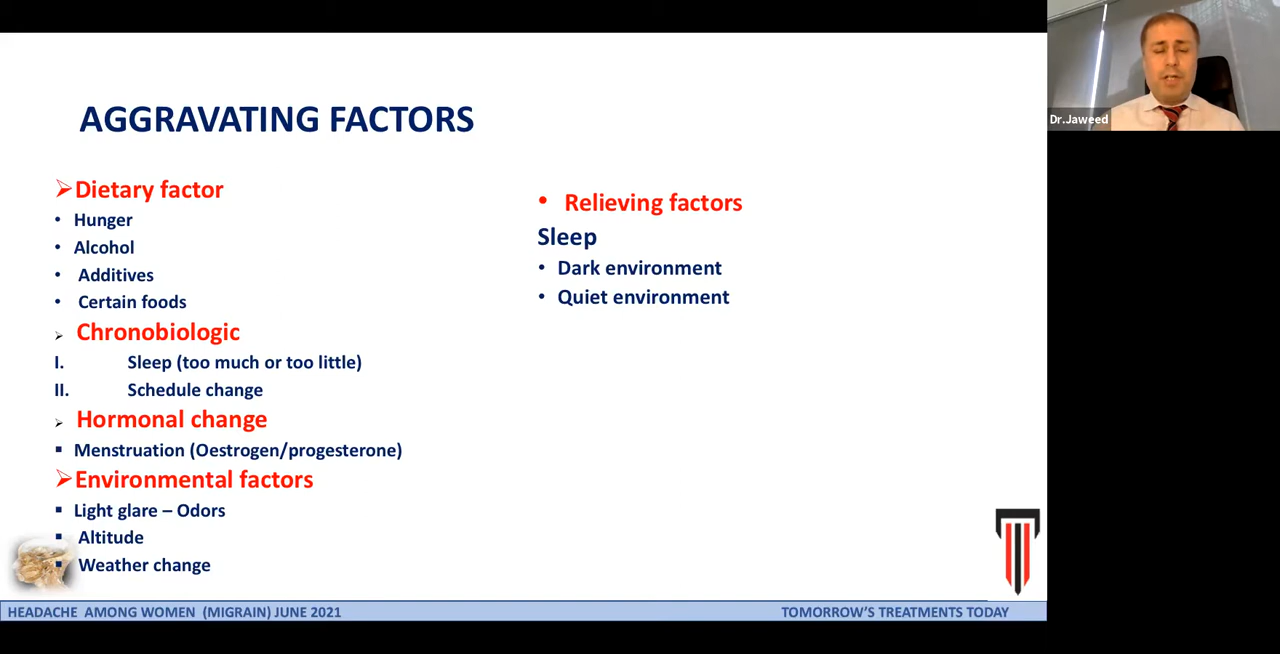 AGGRAVATING FACTORS
Dietary factor
• Hunger
• Alcohol
• Additives
• Certain foods
Chronobiologic
I. Sleep (too much or too little)
II. Schedule change
Hormonal change
▪ Menstruation (Oestrogen/progesterone)
Environmental factors
▪ Light glare – Odors
▪ Altitude
▪ Weather change
• Relieving factors
Sleep
• Dark environment
• Quiet environment
HEADACHE AMONG WOMEN (MIGRAIN) JUNE 2021
TOMORROW'S TREATMENTS TODAY
Dr.Jaweed